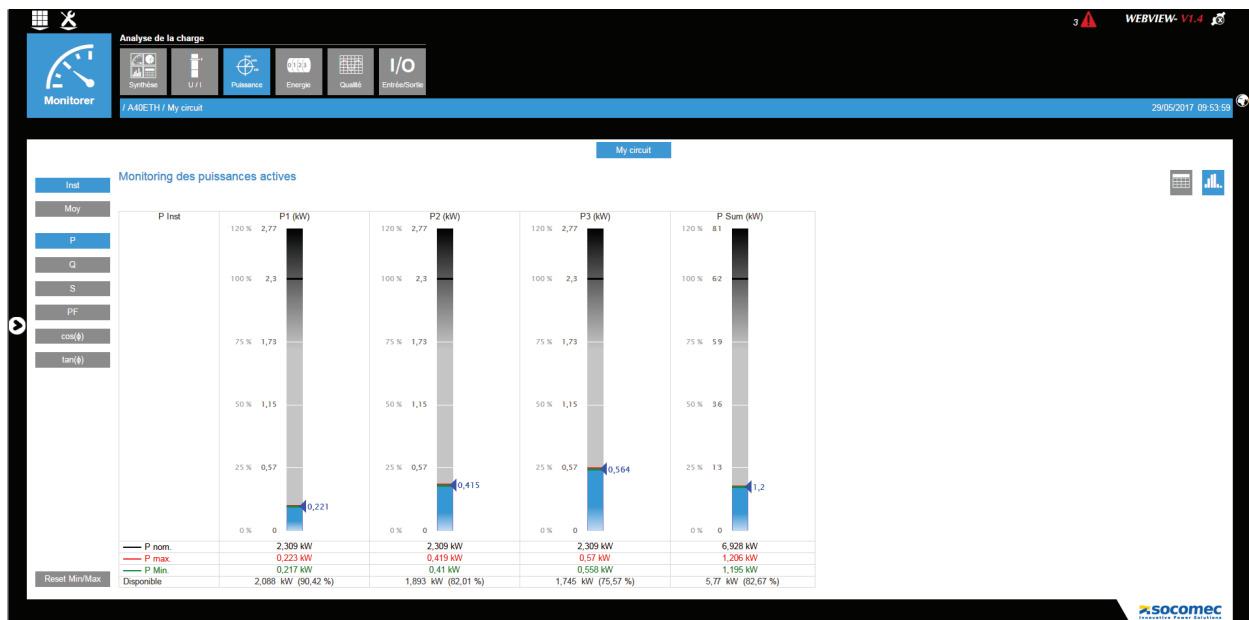 3 WEBVIEW- V1.4
Analyse de la charge
Synthèse U / I Puissance 0 1 2 3 Energie Qualité I/O Entrée/Sortie
Monitorer
/ A40ETH / My circuit 29/05/2017 09:53:59
My circuit
Monitoring des puissances actives
Inst
Moy
P
Q
S
PF
cos(ϕ)
tan(ϕ)
Reset Min/Max
P Inst P1 (kW) P2 (kW) P3 (kW) P Sum (kW)
120 % 2,77 120 % 2,77 120 % 2,77 120 % 81
100 % 2,3 100 % 2,3 100 % 2,3 100 % 62
75 % 1,73 75 % 1,73 75 % 1,73 75 % 59
50 % 1,15 50 % 1,15 50 % 1,15 50 % 36
25 % 0,57 25 % 0,57 25 % 0,57 25 % 13
0,221 0,415 0,564 1,2
0 % 0 0 % 0 0 % 0 0 % 0
P nom. 2,309 kW 2,309 kW 2,309 kW 6,928 kW
P max. 0,223 kW 0,419 kW 0,57 kW 1,206 kW
P Min. 0,217 kW 0,41 kW 0,558 kW 1,195 kW
Disponible 2,088 kW (90,42 %) 1,893 kW (82,01 %) 1,745 kW (75,57 %) 5,77 kW (82,67 %)
socomec
Innovative Power Solutions